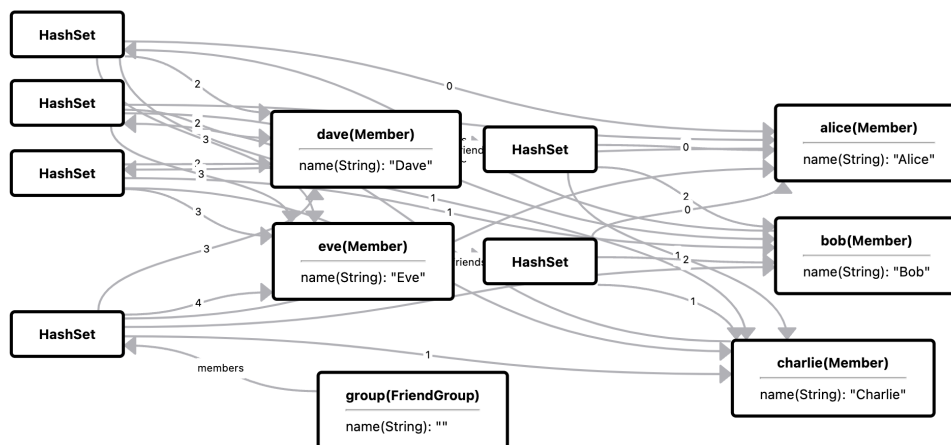 HashSet
0
2
HashSet
2
3
dave(Member)
name(String): "Dave"
HashSet
0
alice(Member)
name(String): "Alice"
HashSet
3
1
1
2
0
3
3
eve(Member)
name(String): "Eve"
HashSet
1
2
bob(Member)
name(String): "Bob"
4
1
HashSet
1
members
charlie(Member)
name(String): "Charlie"
group(FriendGroup)
name(String): ""